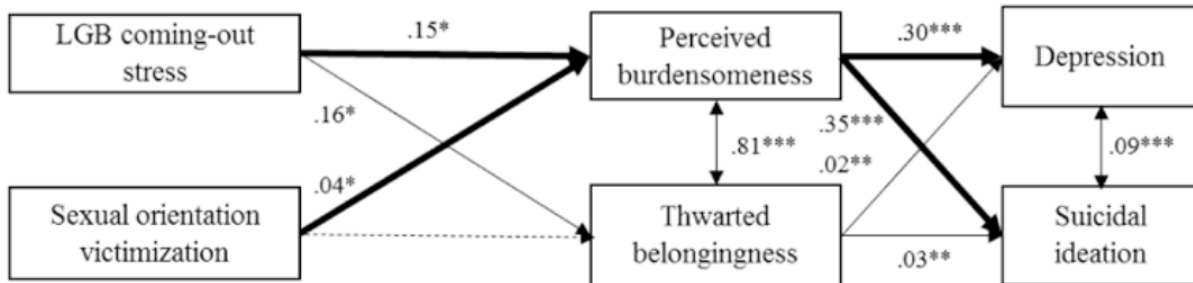 LGB coming-out
stress
.15*
Perceived
burdensomeness
.30***
Depression
.16*
.04*
.81***
.35***
.02**
.09***
Sexual orientation
victimization
Thwarted
belongingness
.03**
Suicidal
ideation